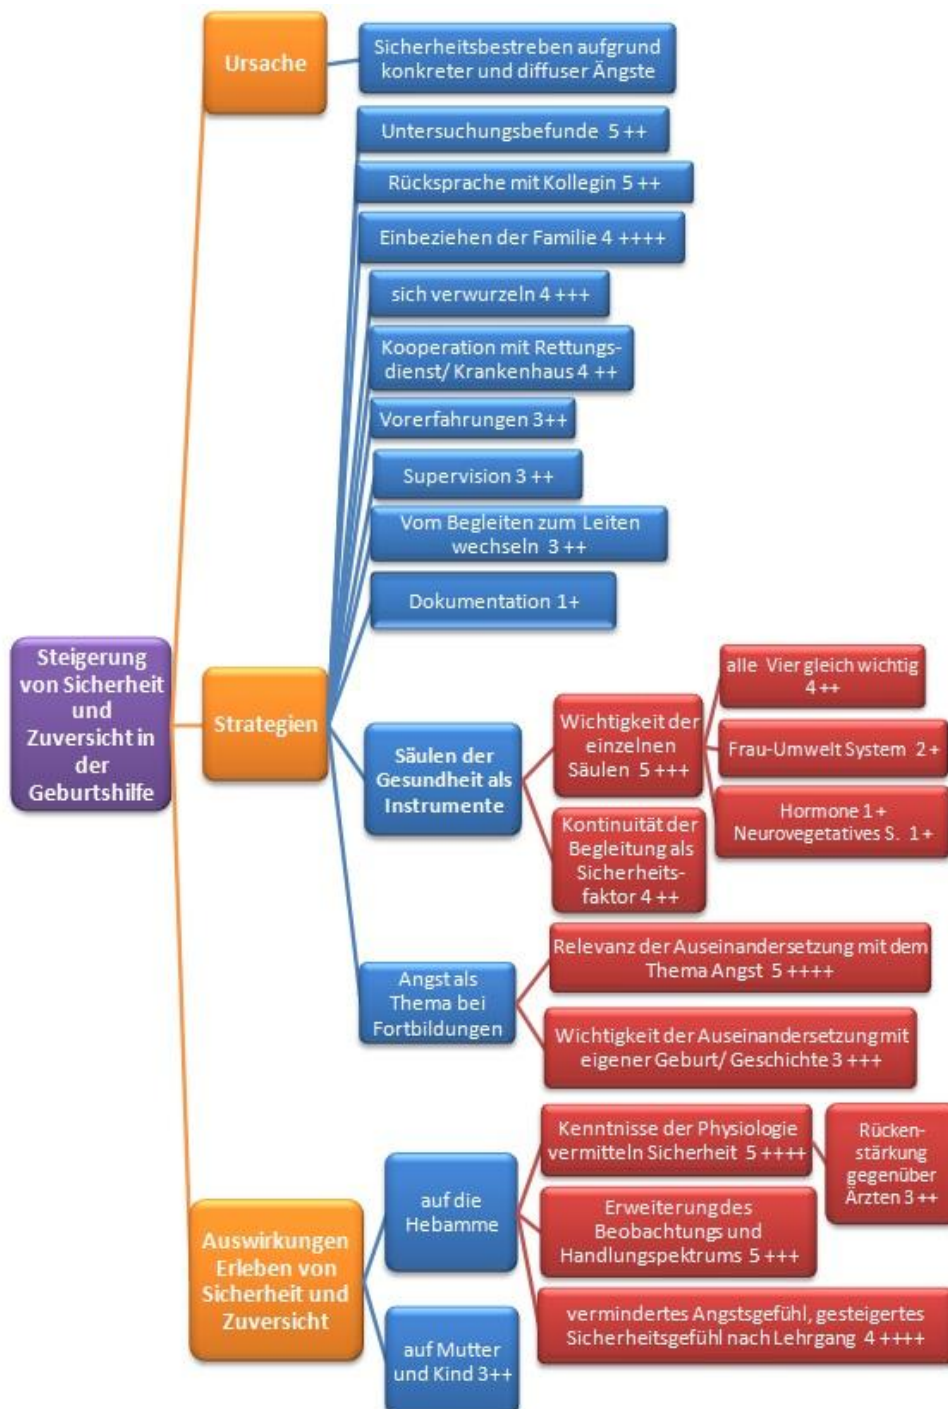 Ursache
Sicherheitsbestreben aufgrund
konkreter und diffuser Ängste
Untersuchungsbefunde 5 ++
Rücksprache mit Kollegin 5 ++
Einbeziehen der Familie 4 ++++
sich verwurzeln 4 +++
Kooperation mit Rettungs-
dienst/ Krankenhaus 4 ++
Vorerfahrungen 3++
Supervision 3 ++
Vom Begleiten zum Leiten
wechseln 3 ++
Dokumentation 1+
Steigerung
von Sicherheit
und
Zuversicht in
der
Geburtshilfe
Strategien
Säulen der
Gesundheit als
Instrumente
Wichtigkeit der
einzelnen
Säulen 5 +++
alle Vier gleich wichtig
4 ++
Frau-Umwelt System 2 +
Hormone 1 +
Neurovegetatives S. 1 +
Kontinuität der
Begleitung als
Sicherheits-
faktor 4 ++
Angst als
Thema bei
Fortbildungen
Relevanz der Auseinandersetzung mit dem
Thema Angst 5 ++++
Wichtigkeit der Auseinandersetzung mit
eigener Geburt/ Geschichte 3 +++
Auswirkungen
Erleben von
Sicherheit und
Zuversicht
auf die
Hebamme
Kenntnisse der Physiologie
vermitteln Sicherheit 5 ++++
Rücken-
stärkung
gegenüber
Ärzten 3 ++
Erweiterung des
Beobachtungs und
Handlungspektrums 5 +++
vermindertes Angstsgefühl, gesteigertes
Sicherheitsgefühl nach Lehrgang 4 ++++
auf Mutter
und Kind 3++